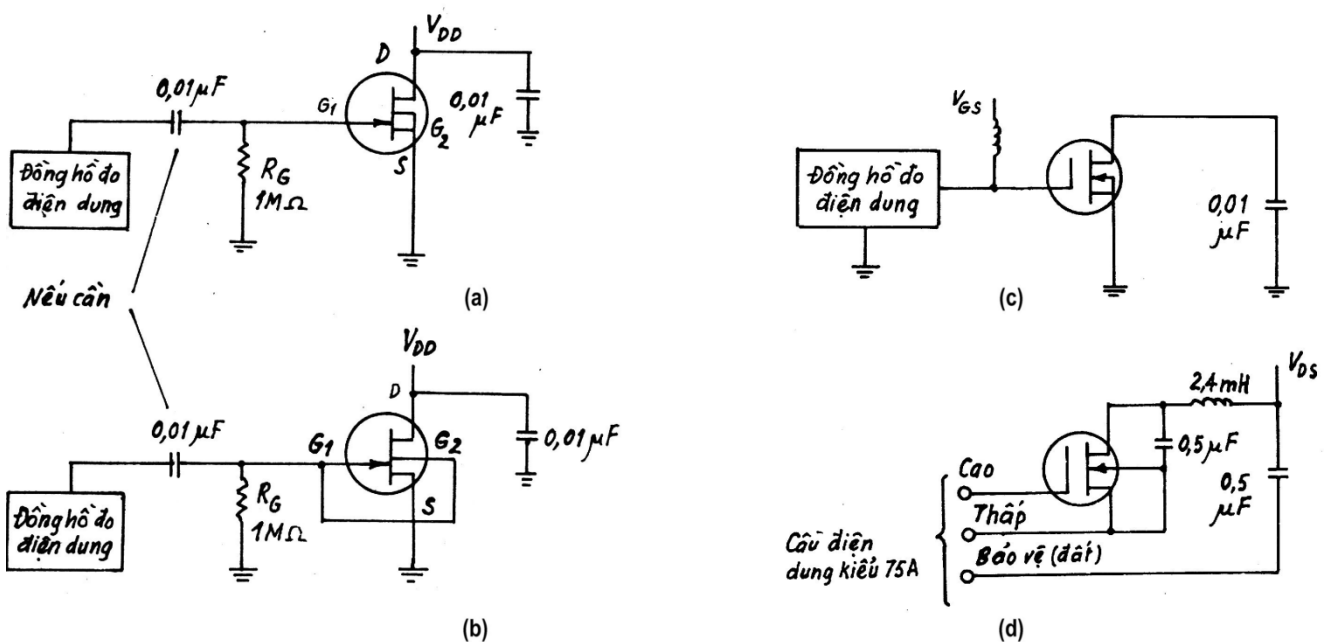 V_DD
D
0,01 μF
G₁
G₂
S
0,01
μF
Đồng hồ đo
điện dung
R_G
1MΩ
Nếu cần
(a)
V_DD
D
0,01 μF
G1
G2
S
0,01 μF
Đồng hồ đo
điện dung
R_G
1MΩ
(b)
V_GS
Đồng hồ đo
điện dung
0,01
μF
(c)
V_DS
2,4mH
0,5 μF
0,5
μF
Cao
Thấp
Bảo vệ (đất)
Cầu điện
dung kiểu 75A
(d)